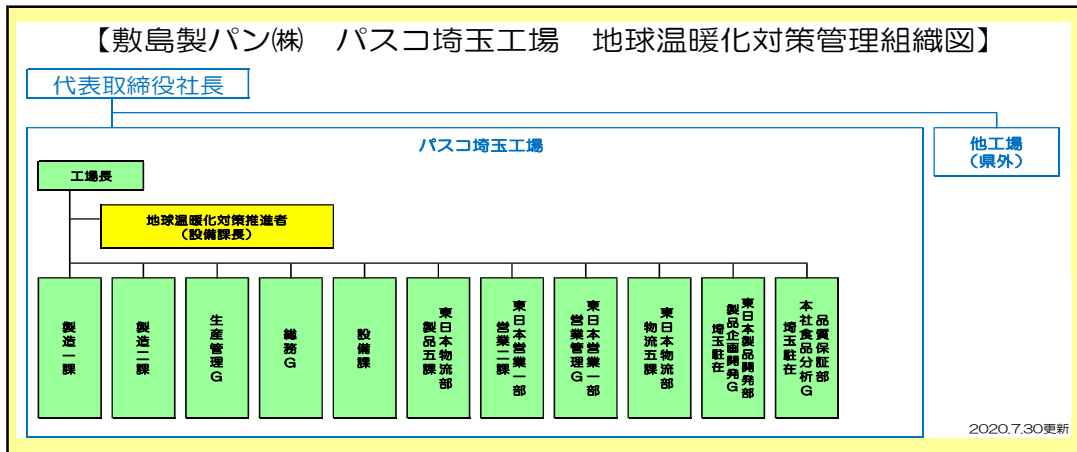 【敷島製パン㈱　パスコ埼玉工場　地球温暖化対策管理組織図】
代表取締役社長
パスコ埼玉工場
他工場
（県外）
工場長
地球温暖化対策推進者
（設備課長）
製造一課
製造二課
生産管理G
総務G
設備課
東日本物流部
製品五課
東日本営業一部
営業二課
東日本営業一部
営業管理G
東日本物流部
物流五課
東日本製品開発部
製品企画開発G
埼玉駐在
品質保証部
本社食品分析G
埼玉駐在
2020.7.30更新